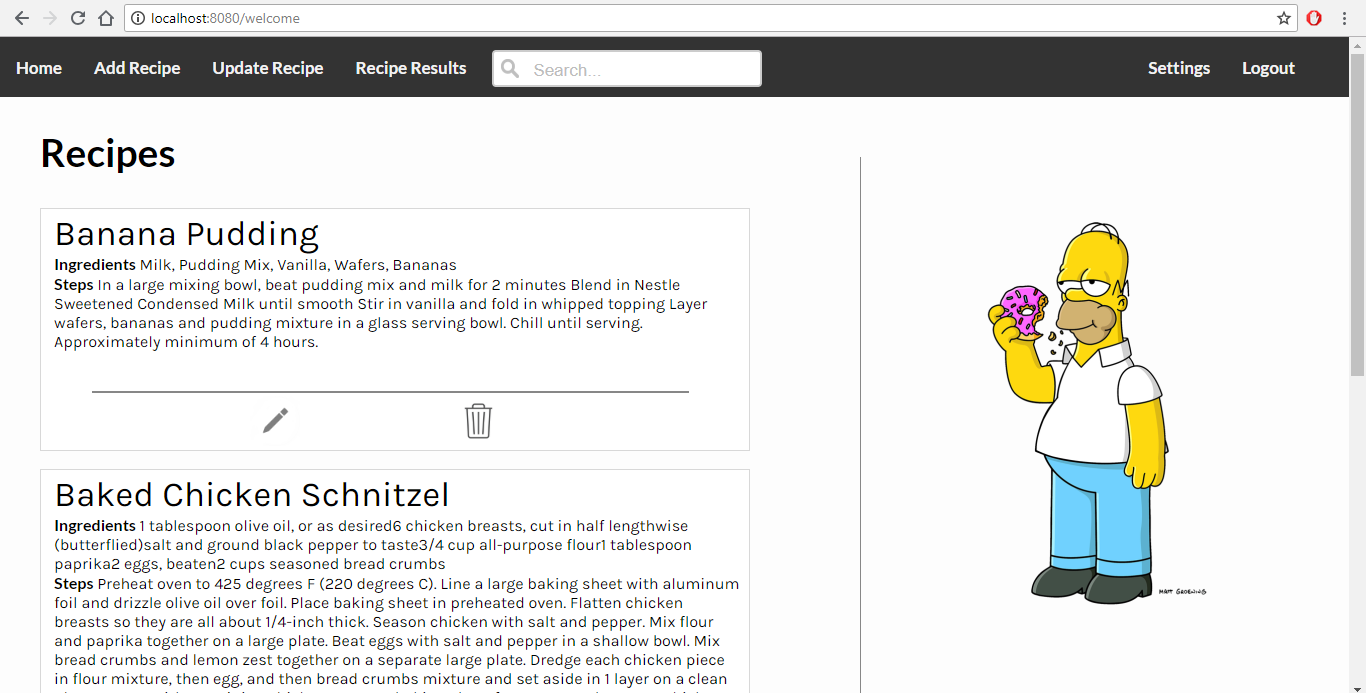 localhost:8080/welcome
Home Add Recipe Update Recipe Recipe Results Search... Settings Logout
Recipes
Banana Pudding
Ingredients Milk, Pudding Mix, Vanilla, Wafers, Bananas
Steps In a large mixing bowl, beat pudding mix and milk for 2 minutes Blend in Nestle
Sweetened Condensed Milk until smooth Stir in vanilla and fold in whipped topping Layer
wafers, bananas and pudding mixture in a glass serving bowl. Chill until serving.
Approximately minimum of 4 hours.
Baked Chicken Schnitzel
Ingredients 1 tablespoon olive oil, or as desired6 chicken breasts, cut in half lengthwise
(butterflied)salt and ground black pepper to taste3/4 cup all-purpose flour1 tablespoon
paprika2 eggs, beaten2 cups seasoned bread crumbs
Steps Preheat oven to 425 degrees F (220 degrees C). Line a large baking sheet with aluminum
foil and drizzle olive oil over foil. Place baking sheet in preheated oven. Flatten chicken
breasts so they are all about 1/4-inch thick. Season chicken with salt and pepper. Mix flour
and paprika together on a large plate. Beat eggs with salt and pepper in a shallow bowl. Mix
bread crumbs and lemon zest together on a separate large plate. Dredge each chicken piece
in flour mixture, then egg, and then bread crumbs mixture and set aside in 1 layer on a clean
MATT GROENING